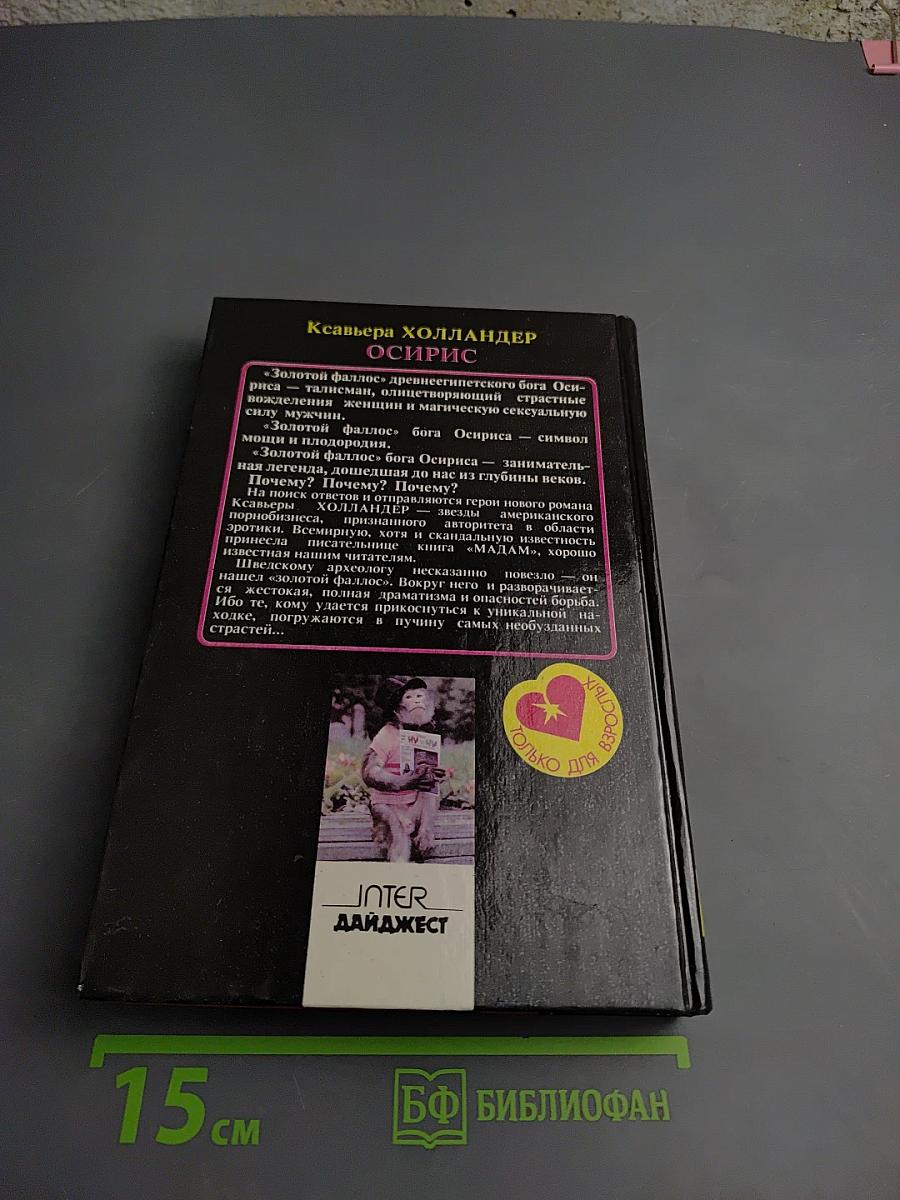 Ксавьера ХОЛЛАНДЕР
ОСИРИС
«Золотой фаллос» древнеегипетского бога Оси-
риса — талисман, олицетворяющий страстные
вожделения женщин и магическую сексуальную
силу мужчин.
«Золотой фаллос» бога Осириса — символ
мощи и плодородия.
«Золотой фаллос» бога Осириса — заниматель-
ная легенда, дошедшая до нас из глубины веков.
Почему? Почему? Почему?
На поиск ответов и отправляются герои нового романа
Ксавьеры ХОЛЛАНДЕР — звезды американского
порнобизнеса, признанного авторитета в области
эротики. Всемирную, хотя и скандальную известность
принесла писательнице книга «МАДАМ», хорошо
известная нашим читателям.
Шведскому археологу несказанно повезло — он
нашел «золотой фаллос». Вокруг него и разворачивает-
ся жестокая, полная драматизма и опасностей борьба.
Ибо те, кому удается прикоснуться к уникальной на-
ходке, погружаются в пучину самых необузданных
страстей...
ТОЛЬКО ДЛЯ ВЗРОСЛЫХ
INTER
ДАЙДЖЕСТ
15 см
БФ БИБЛИОФАН